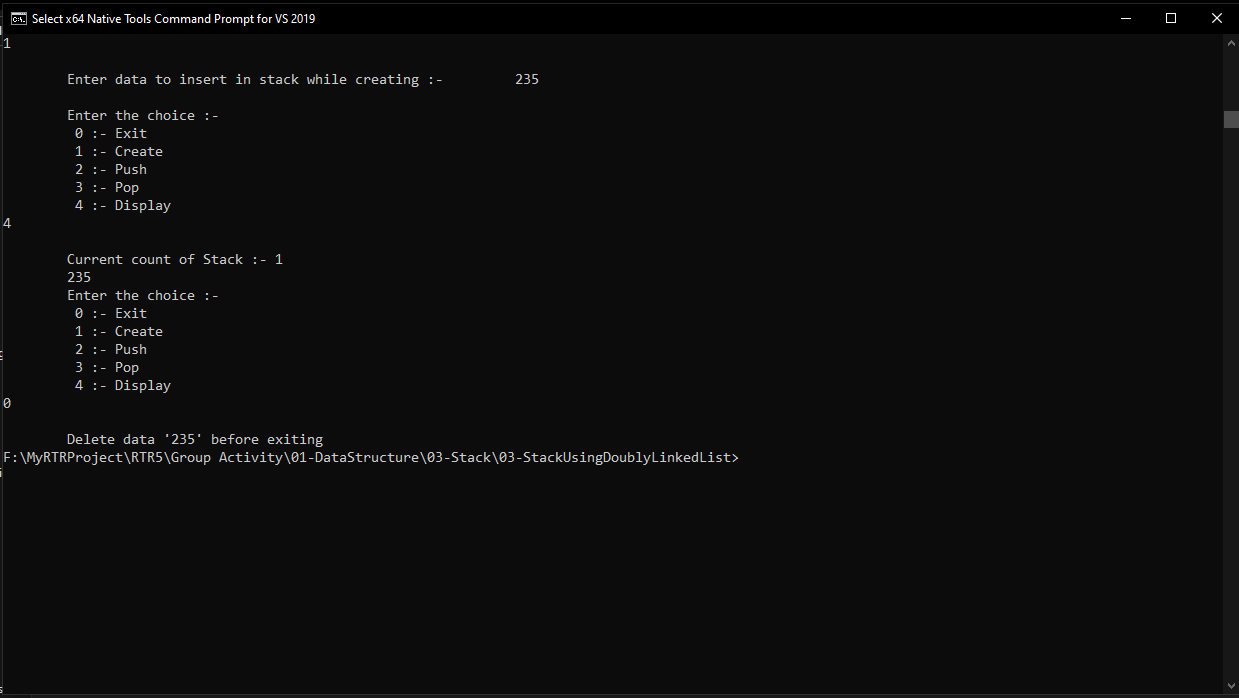 Select x64 Native Tools Command Prompt for VS 2019
1
Enter data to insert in stack while creating :- 235
Enter the choice :-
0 :- Exit
1 :- Create
2 :- Push
3 :- Pop
4 :- Display
4
Current count of Stack :- 1
235
Enter the choice :-
0 :- Exit
1 :- Create
2 :- Push
3 :- Pop
4 :- Display
0
Delete data '235' before exiting
F:\MyRTRProject\RTR5\Group Activity\01-DataStructure\03-Stack\03-StackUsingDoublyLinkedList>